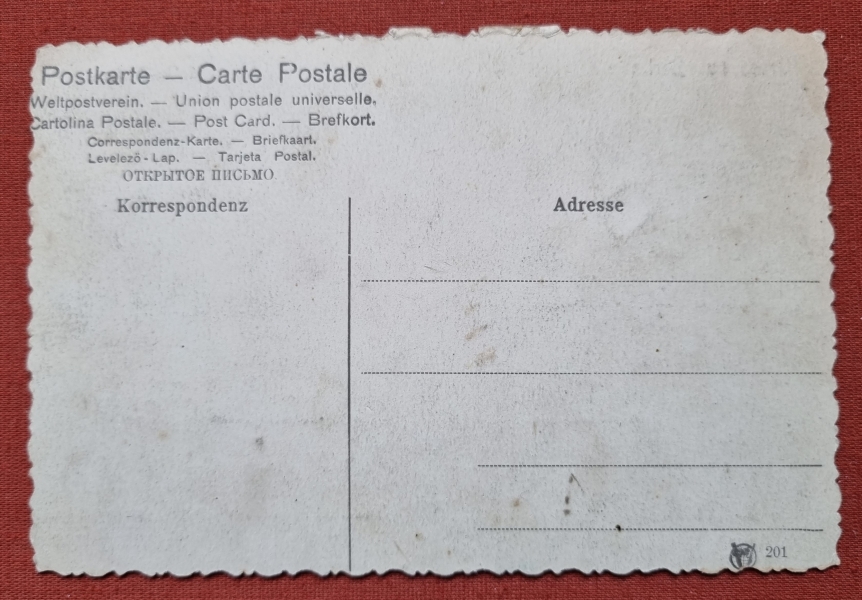 Postkarte — Carte Postale
Weltpostverein. — Union postale universelle.
Cartolina Postale. — Post Card. — Brefkort.
Correspondenz-Karte. — Briefkaart.
Levelező-Lap. — Tarjeta Postal.
ОТКРЫТОЕ ПИСЬМО.
Korrespondenz
Adresse
201